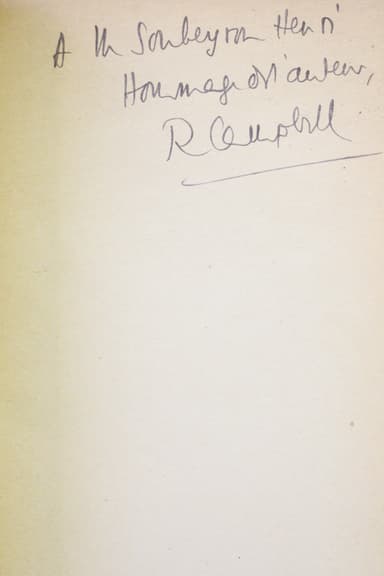 A M Soubeyran Henri
Hommage de l'auteur,
R Campbell